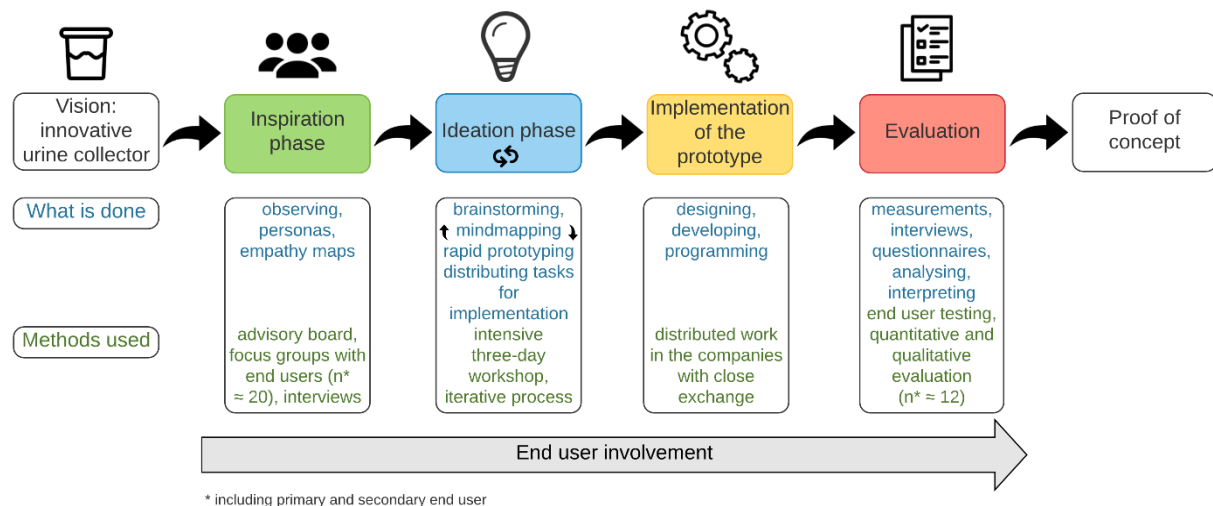 Vision:
innovative
urine collector
Inspiration
phase
Ideation phase
Implementation
of the
prototype
Evaluation
Proof of
concept
What is done
observing,
personas,
empathy maps
brainstorming,
mindmapping
rapid prototyping
distributing tasks
for
implementation
designing,
developing,
programming
measurements,
interviews,
questionnaires,
analysing,
interpreting
Methods used
advisory board,
focus groups with
end users (n*
≈ 20), interviews
intensive
three-day
workshop,
iterative process
distributed work
in the companies
with close
exchange
end user testing,
quantitative and
qualitative
evaluation
(n* ≈ 12)
End user involvement
* including primary and secondary end user